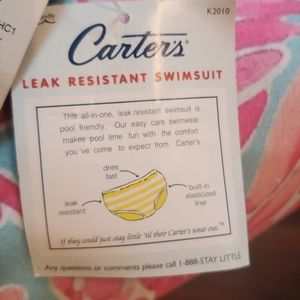 K2010
Carter's
LEAK RESISTANT SWIMSUIT
This all-in-one, leak resistant swimsuit is
pool friendly. Our easy care swimwear
makes pool time fun with the comfort
you've come to expect from Carter's.
dries
fast
leak
resistant
built-in
elasticized
liner
If they could just stay little 'til their Carter's wear out.™
Any questions or comments please call 1-888-STAY LITTLE